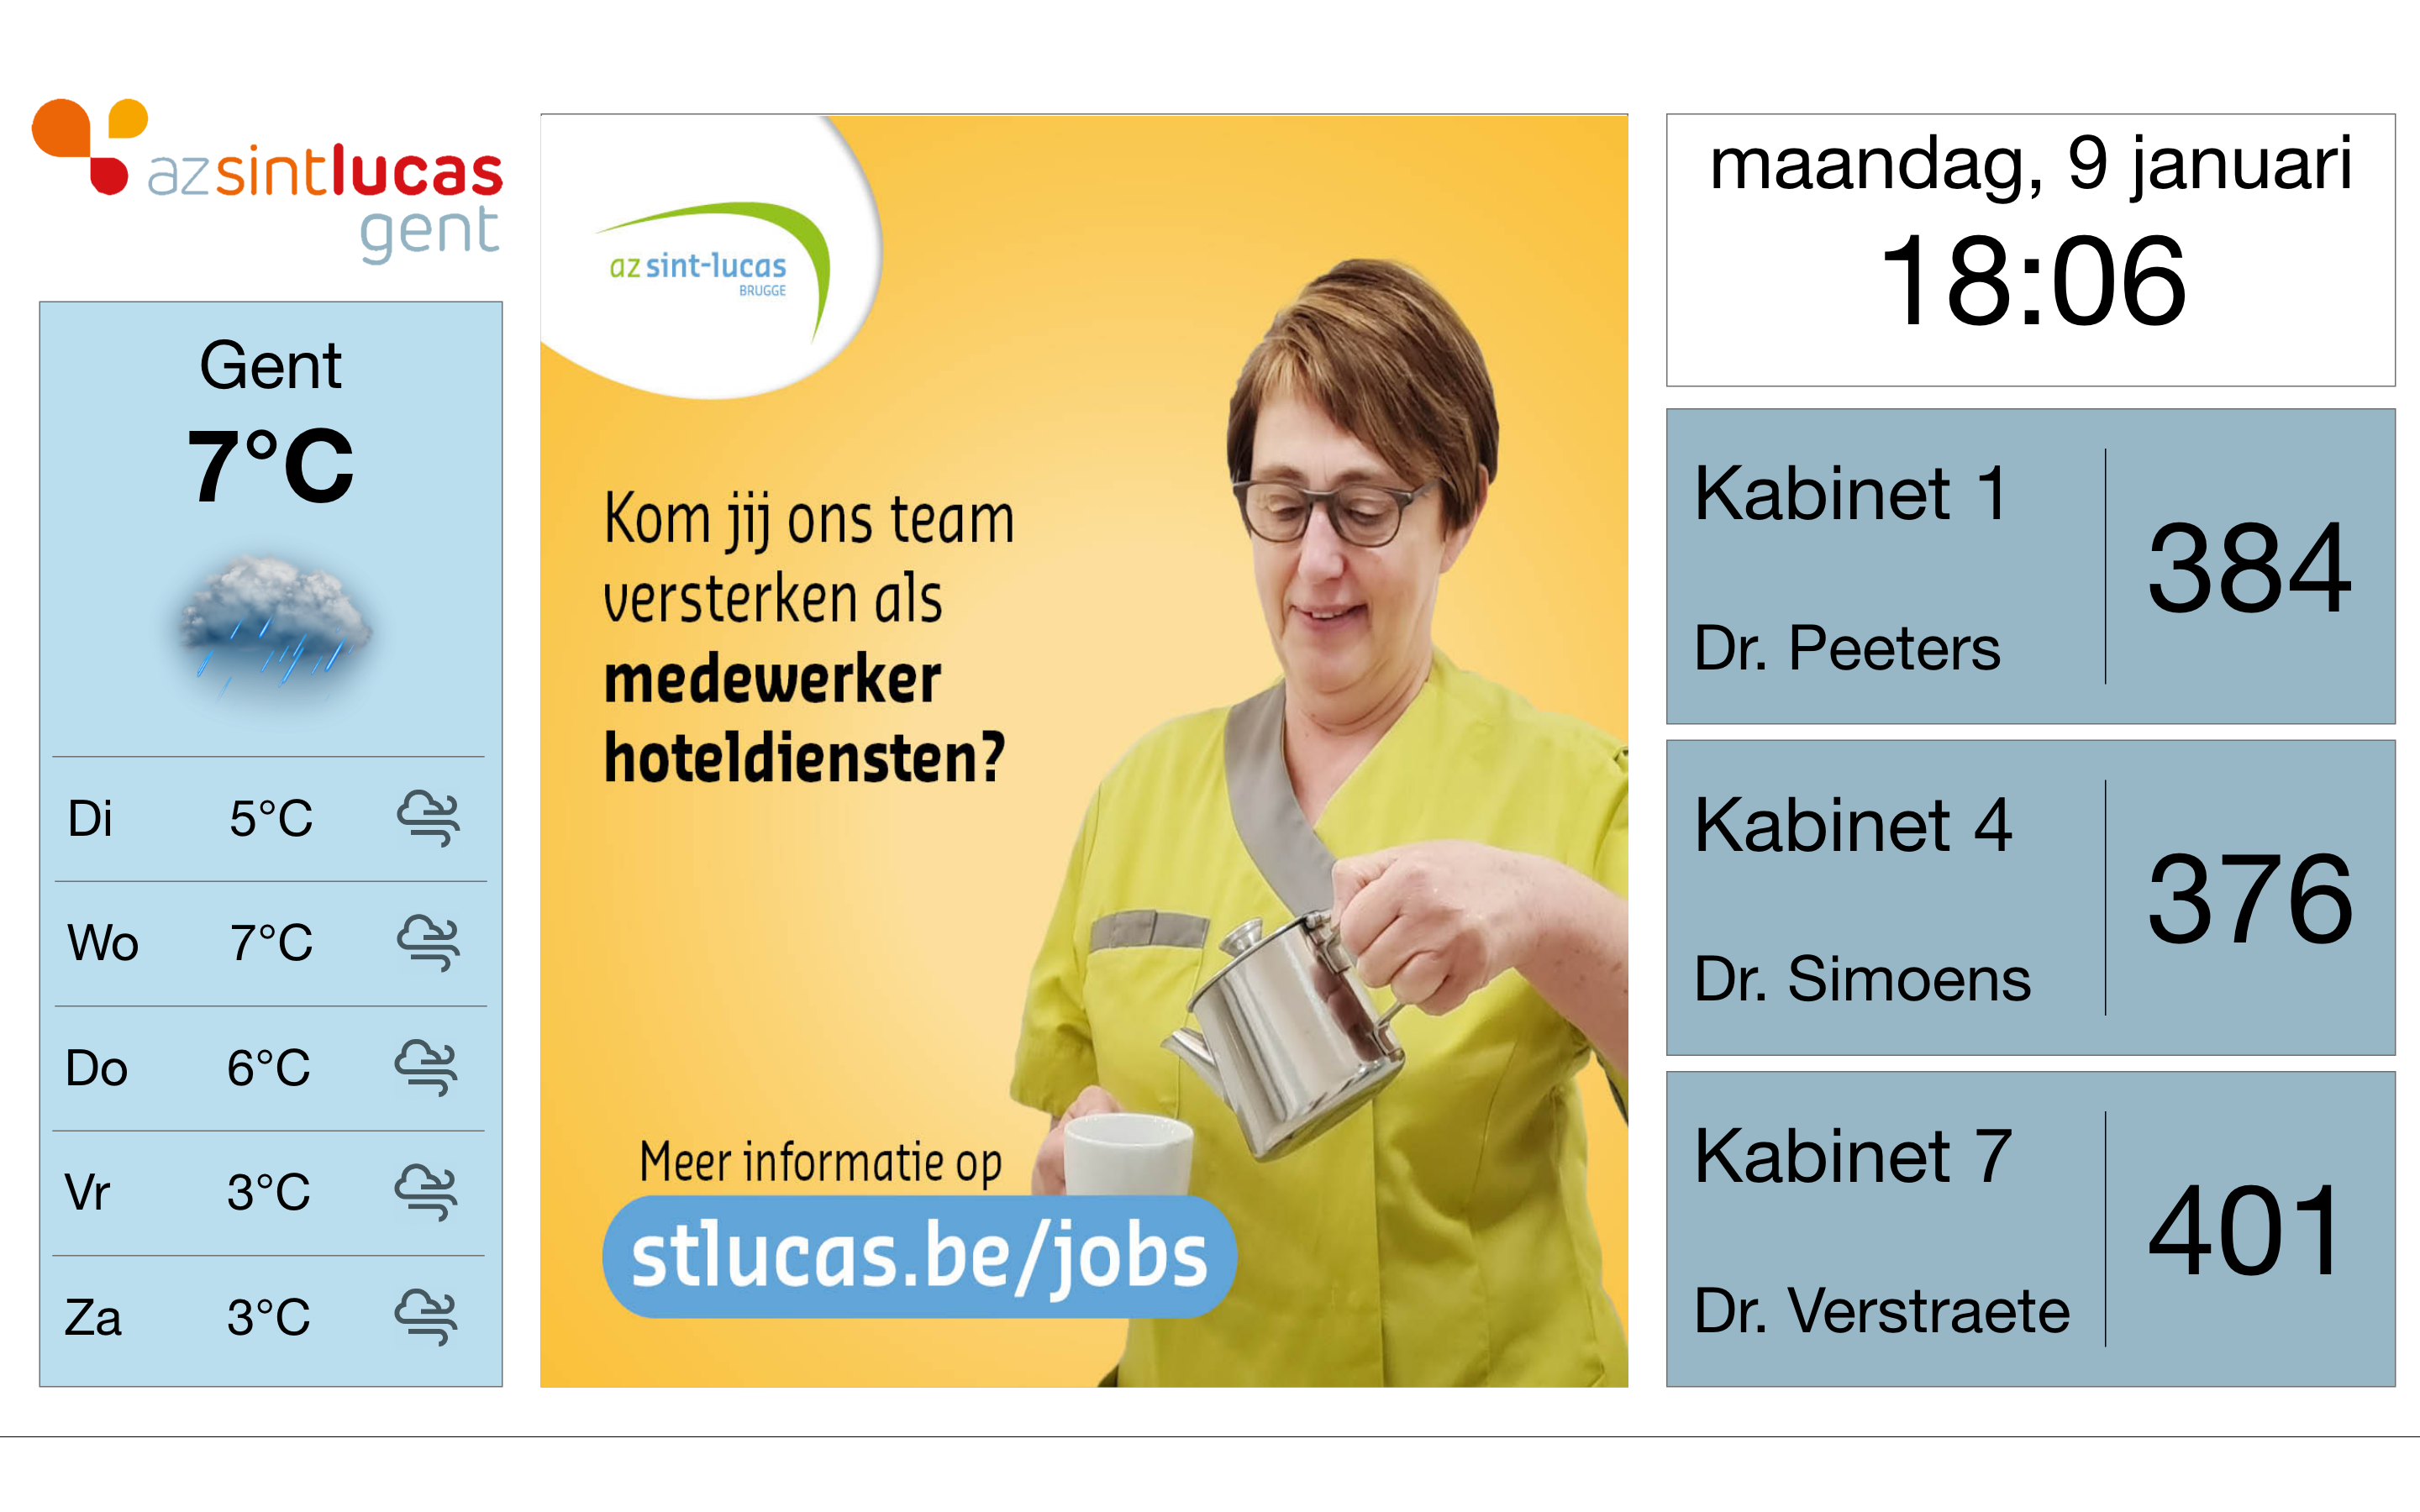 azsintlucas
gent
Gent
7°C
Di 5°C
Wo 7°C
Do 6°C
Vr 3°C
Za 3°C
az sint-lucas
BRUGGE
Kom jij ons team
versterken als
medewerker
hoteldiensten?
Meer informatie op
stlucas.be/jobs
maandag, 9 januari
18:06
Kabinet 1
384
Dr. Peeters
Kabinet 4
376
Dr. Simoens
Kabinet 7
401
Dr. Verstraete